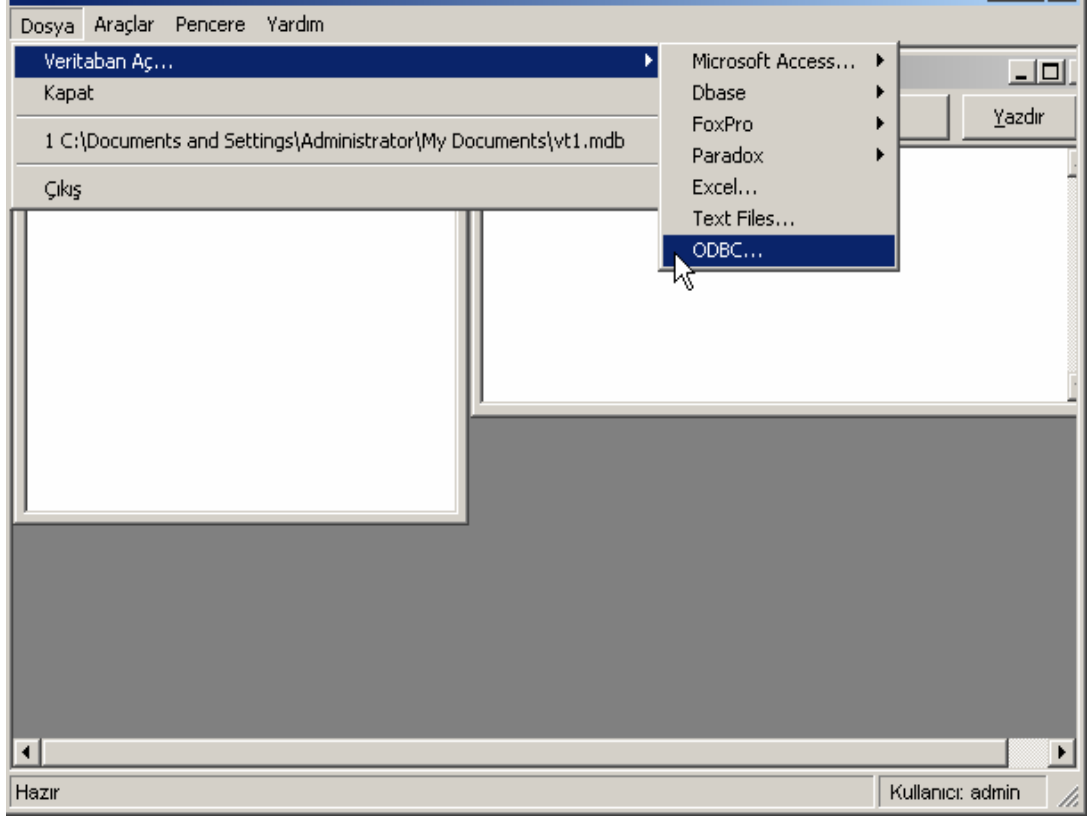 Dosya Araçlar Pencere Yardım
Veritaban Aç...
Kapat
1 C:\Documents and Settings\Administrator\My Documents\vt1.mdb
Çıkış
Microsoft Access...
Dbase
FoxPro
Paradox
Excel...
Text Files...
ODBC...
Yazdır
Hazır
Kullanıcı: admin